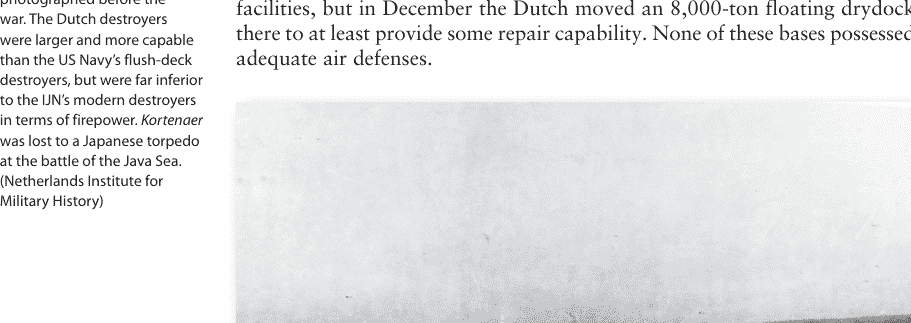 photographed before the
war. The Dutch destroyers
were larger and more capable
than the US Navy's flush-deck
destroyers, but were far inferior
to the IJN's modern destroyers
in terms of firepower. Kortenaer
was lost to a Japanese torpedo
at the battle of the Java Sea.
(Netherlands Institute for
Military History)
facilities, but in December the Dutch moved an 8,000-ton floating drydock
there to at least provide some repair capability. None of these bases possessed
adequate air defenses.